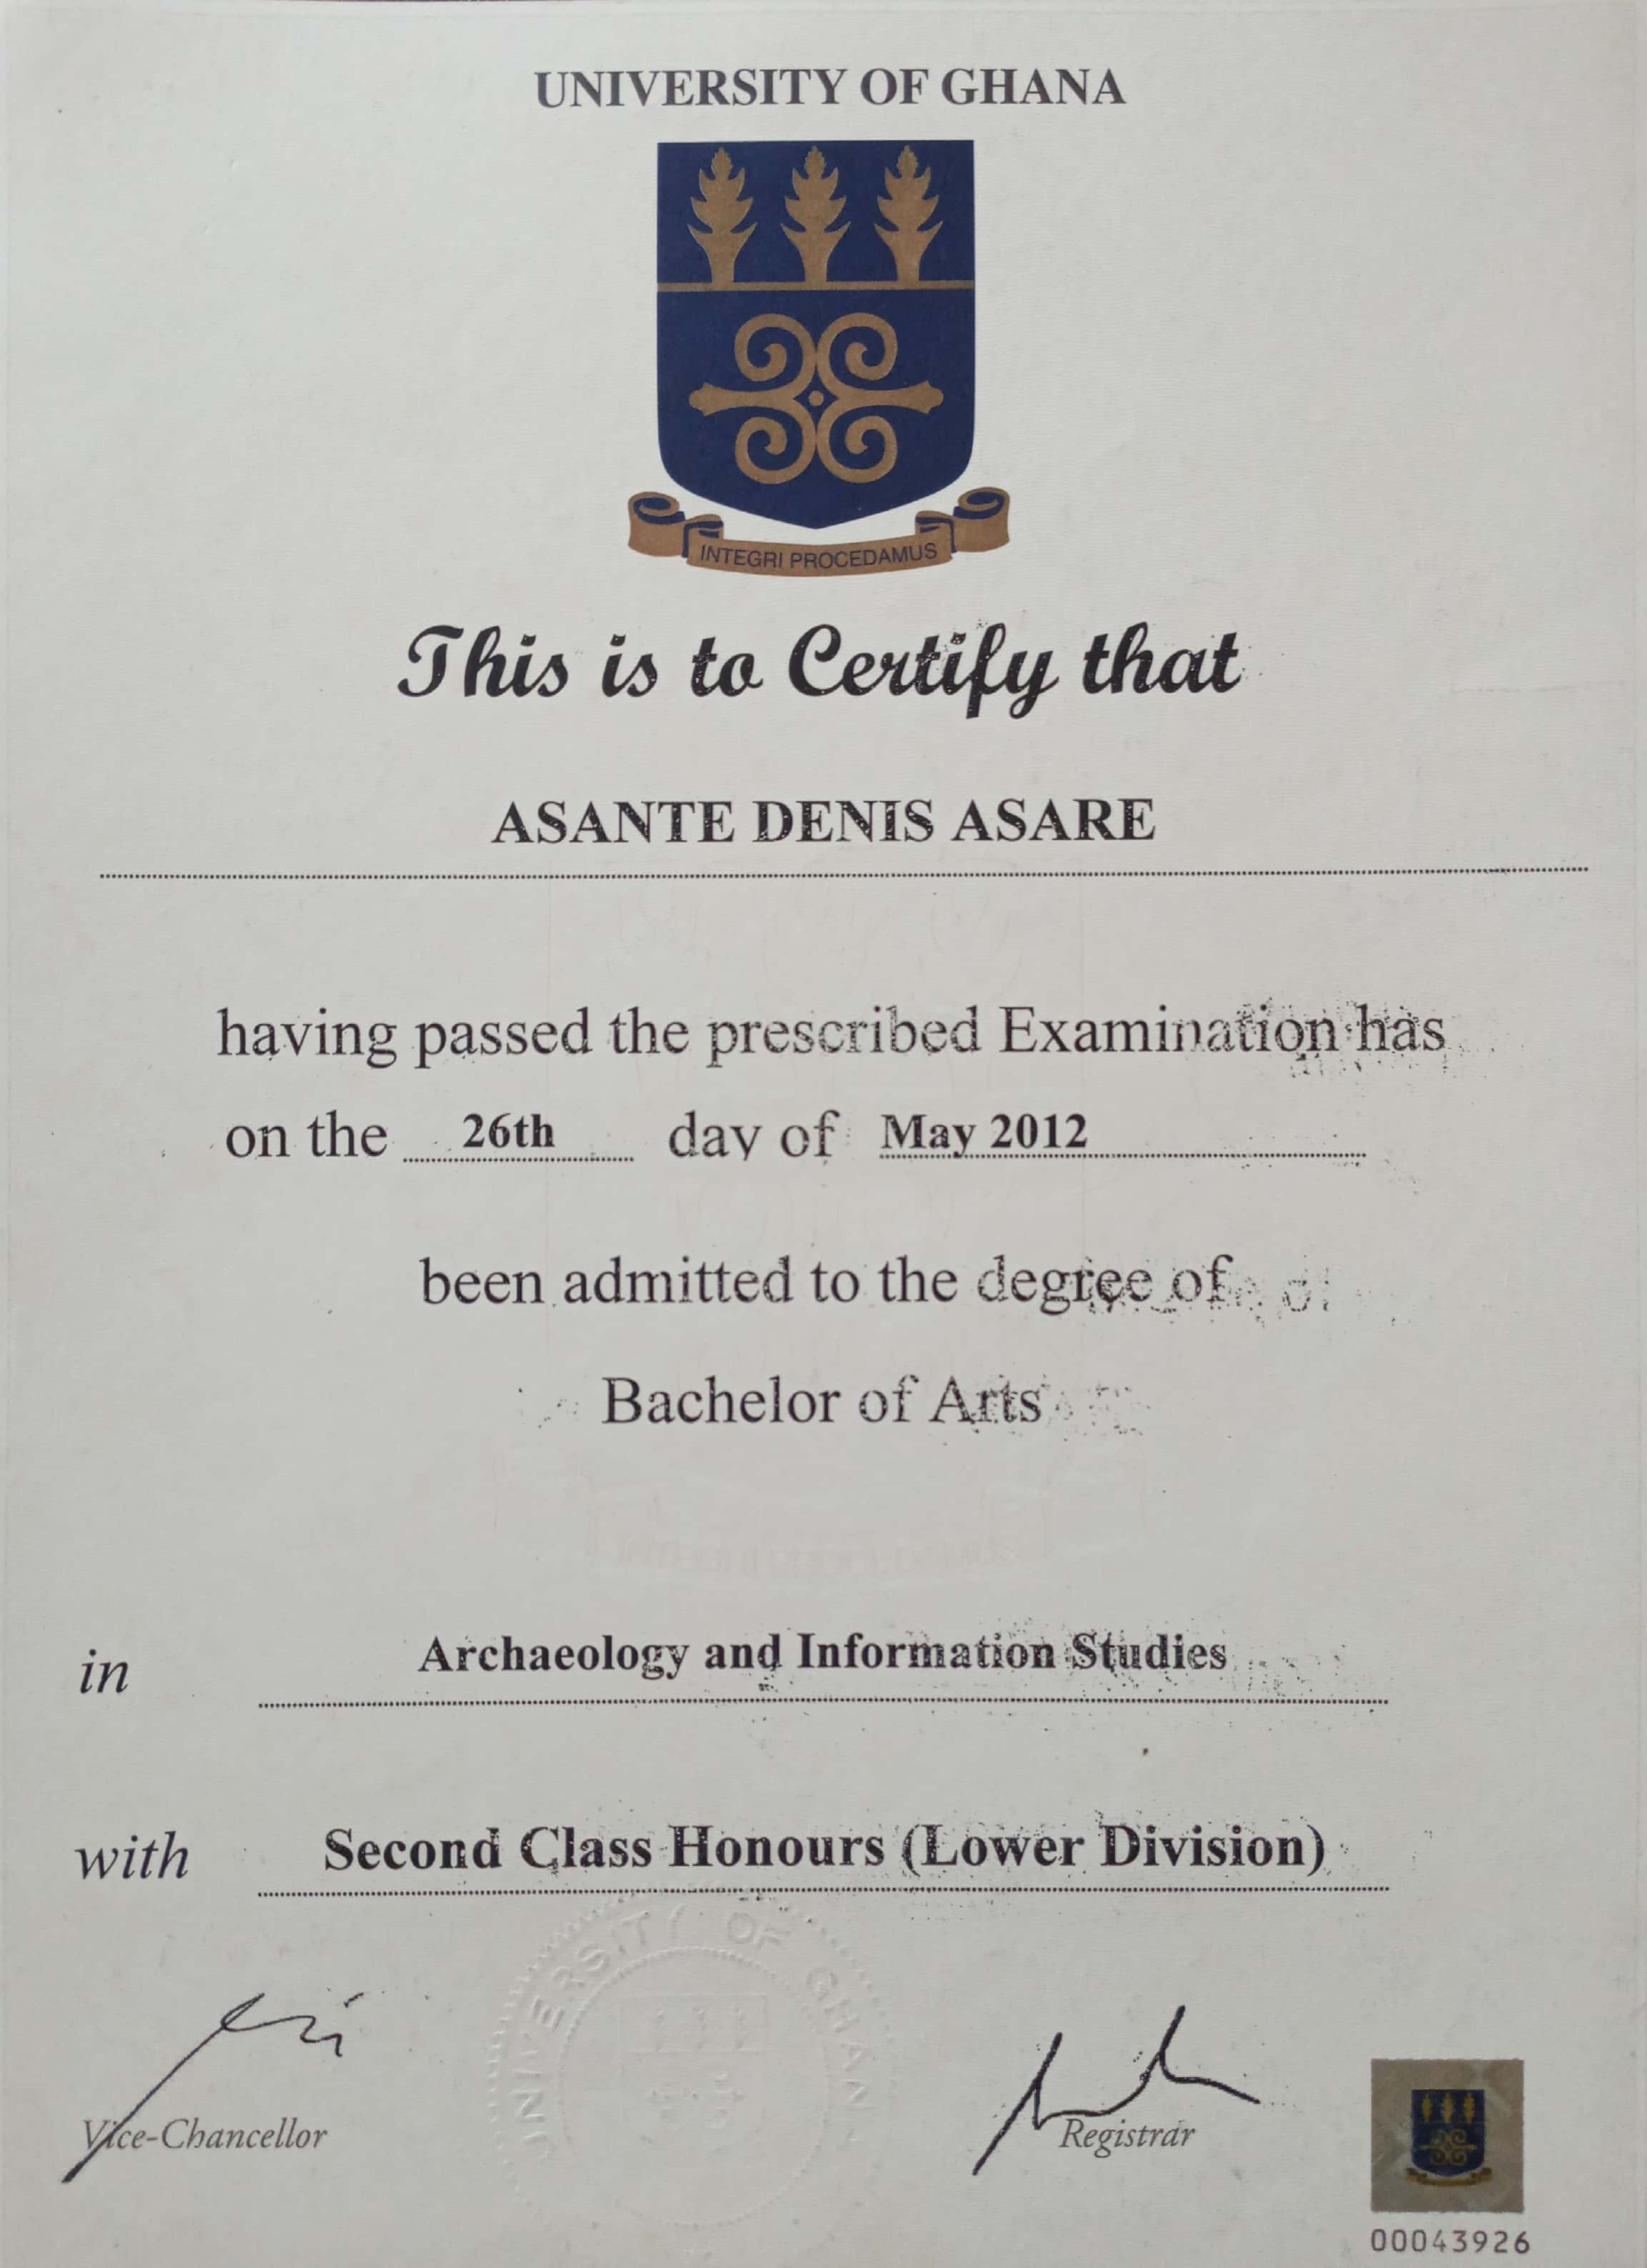 UNIVERSITY OF GHANA
INTEGRI PROCEDAMUS
This is to Certify that
ASANTE DENIS ASARE
having passed the prescribed Examination has
on the 26th day of May 2012
been admitted to the degree of
Bachelor of Arts
in Archaeology and Information Studies
with Second Class Honours (Lower Division)
UNIVERSITY OF GHANA
Vice-Chancellor
Registrar
00043926